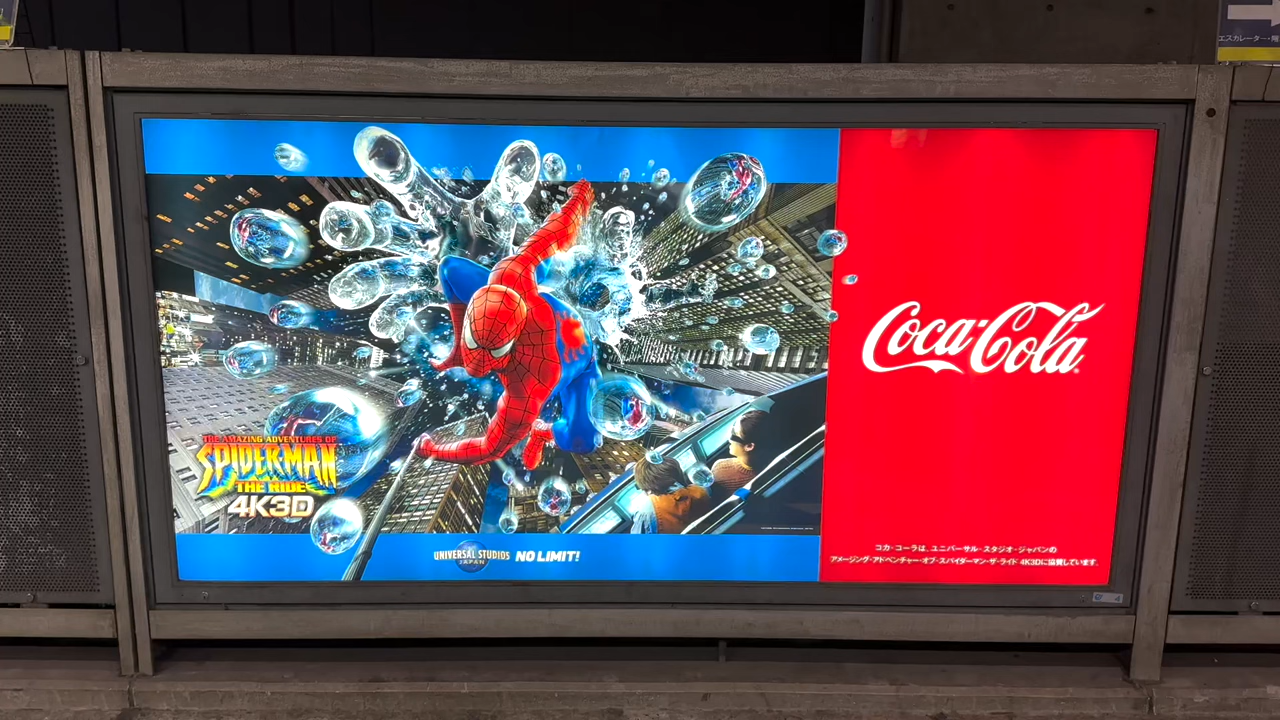 エスカレーター・
THE AMAZING ADVENTURES OF
SPIDER-MAN
THE RIDE
4K3D
UNIVERSAL STUDIOS
JAPAN
NO LIMIT!
Coca-Cola
コカ・コーラは、ユニバーサル・スタジオ・ジャパンの
アメージング・アドベンチャー・オブ・スパイダーマン・ザ・ライド 4K3Dに協賛しています。